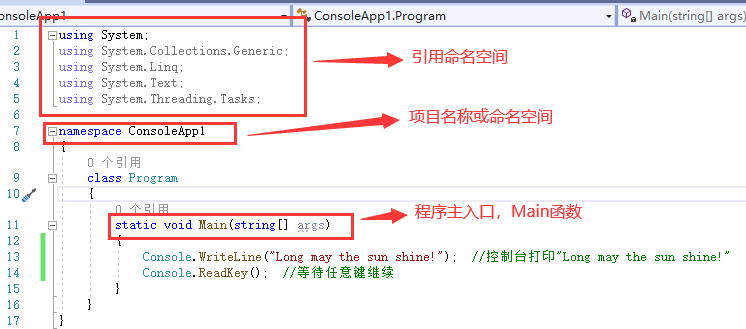 onsoleApp1
ConsoleApp1.Program
Main(string[] args)
1 using System;
2 using System.Collections.Generic;
3 using System.Linq;
4 using System.Text;
5 using System.Threading.Tasks;
引用命名空间
6
7 namespace ConsoleApp1
项目名称或命名空间
8 {
0 个引用
9 class Program
10 {
0 个引用
程序主入口，Main函数
11 static void Main(string[] args)
12 {
13 Console.WriteLine("Long may the sun shine!"); //控制台打印"Long may the sun shine!"
14 Console.ReadKey(); //等待任意键继续
15 }
16 }
17 }